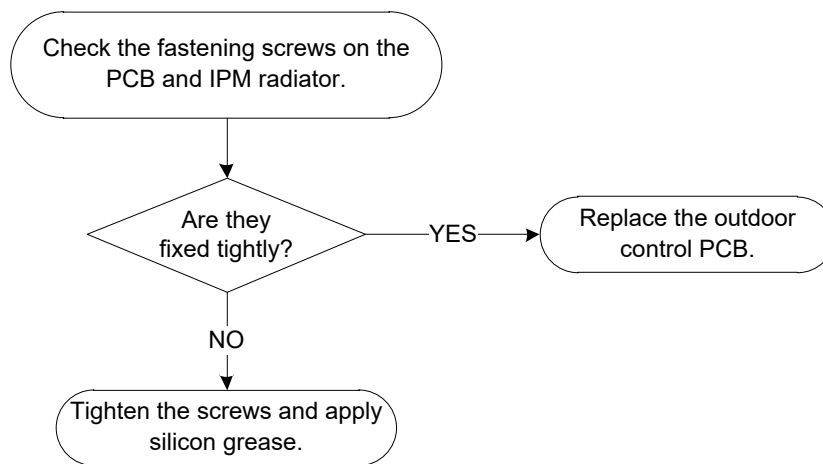 Check the fastening screws on the
PCB and IPM radiator.
Are they
fixed tightly?
YES
Replace the outdoor
control PCB.
NO
Tighten the screws and apply
silicon grease.